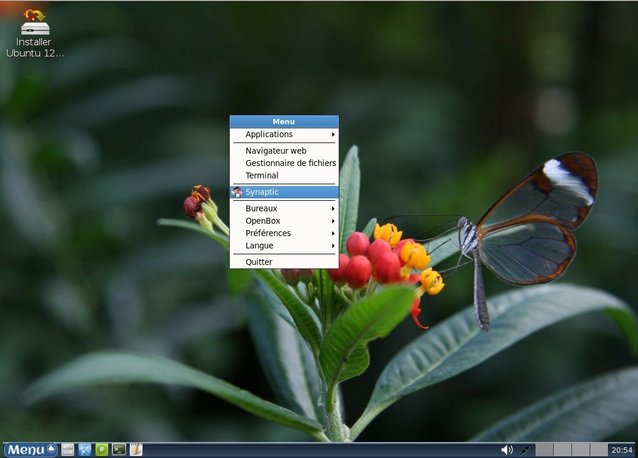 Installer
Ubuntu 12...
Menu
Applications
Navigateur web
Gestionnaire de fichiers
Terminal
Synaptic
Bureaux
OpenBox
Préférences
Langue
Quitter
Menu
20:54